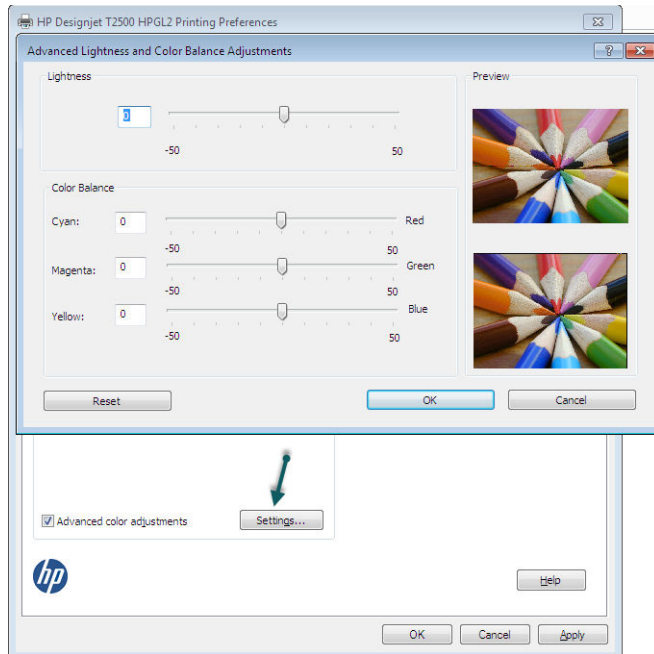 HP Designjet T2500 HPGL2 Printing Preferences
Advanced Lightness and Color Balance Adjustments
Lightness
Preview
0
-50 50
Color Balance
Cyan: 0 Red
-50 50
Magenta: 0 Green
-50 50
Yellow: 0 Blue
-50 50
Reset OK Cancel
Advanced color adjustments Settings...
hp
Help
OK Cancel Apply